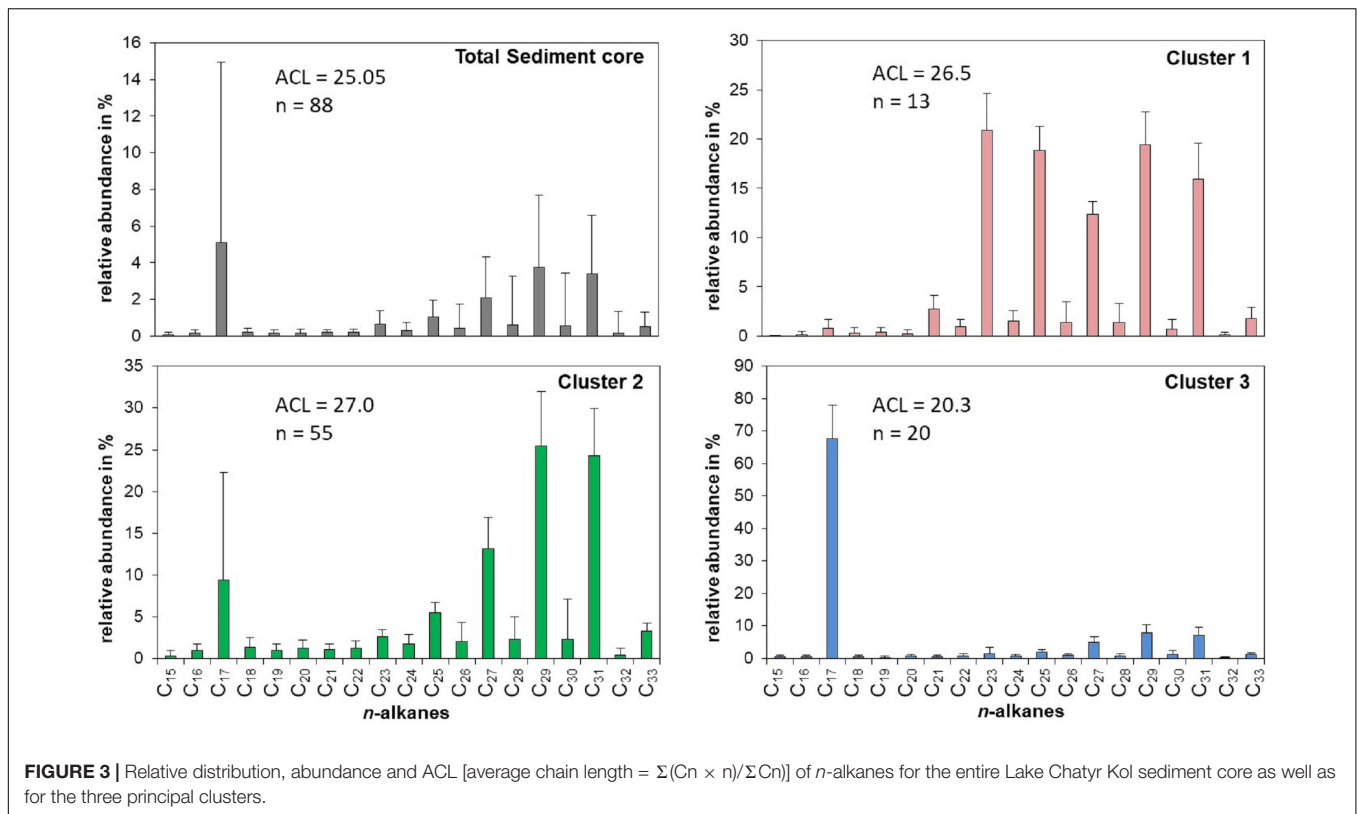 Total Sediment core
ACL = 25.05
n = 88
relative abundance in %
16
14
12
10
8
6
4
2
0
Cluster 1
ACL = 26.5
n = 13
relative abundance in %
30
25
20
15
10
5
0
Cluster 2
ACL = 27.0
n = 55
relative abundance in %
35
30
25
20
15
10
5
0
C15 C16 C17 C18 C19 C20 C21 C22 C23 C24 C25 C26 C27 C28 C29 C30 C31 C32 C33
n-alkanes
Cluster 3
ACL = 20.3
n = 20
relative abundance in %
90
80
70
60
50
40
30
20
10
0
C15 C16 C17 C18 C19 C20 C21 C22 C23 C24 C25 C26 C27 C28 C29 C30 C31 C32 C33
n-alkanes
FIGURE 3 | Relative distribution, abundance and ACL [average chain length = Σ(Cn × n)/ΣCn)] of n-alkanes for the entire Lake Chatyr Kol sediment core as well as
for the three principal clusters.